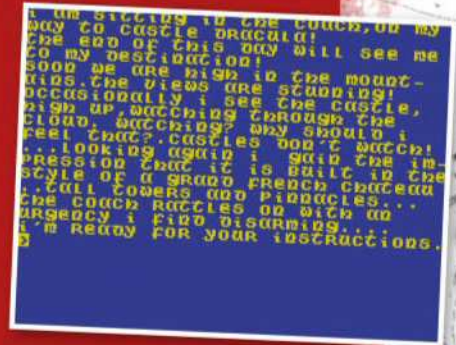 i am sitting in the coach,on my
way to castle dracula!
the end of this day will see me
to my destination!
soon we are high in the mount-
ains.the views are stunning!
occasionally i see the castle,
high up, watching through the
cloud. watching? why should i
feel that?.castles don't watch!
...looking again i  gain the im-
pression that it is built in the
style of a grand french chateau
..tall towers and pinnacles...
the coach rattles on with an
urgency i find disarming....
i'm ready for your instructions.